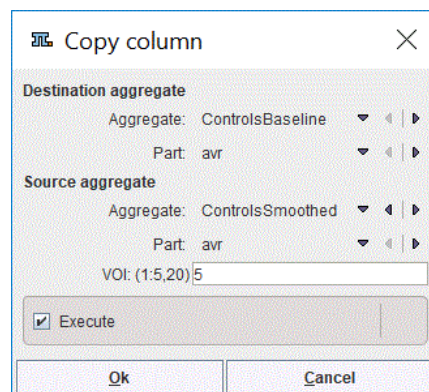 Copy column
Destination aggregate
Aggregate: ControlsBaseline
Part: avr
Source aggregate
Aggregate: ControlsSmoothed
Part: avr
VOI: (1:5,20) 5
Execute
Ok Cancel